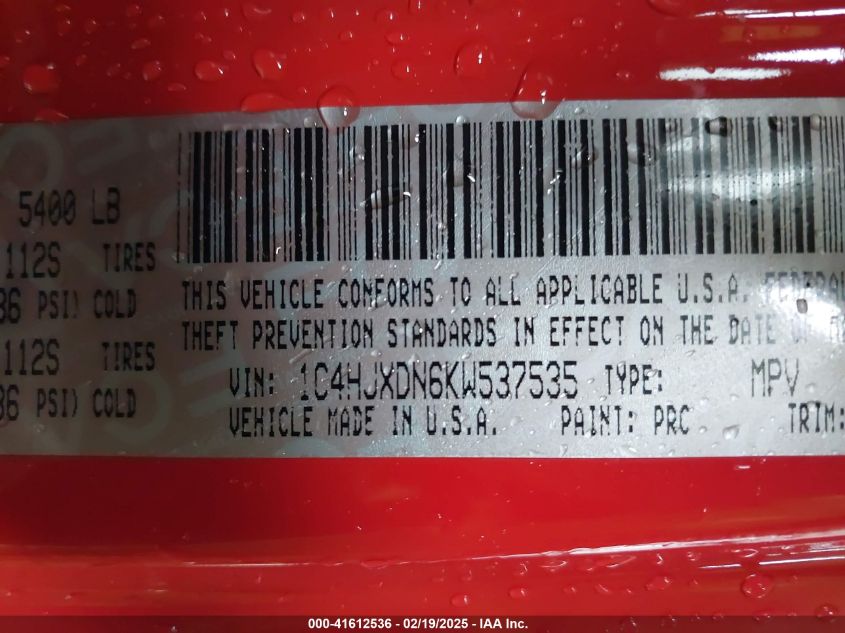 5400 LB
112S TIRES
36 PSI) COLD
112S TIRES
36 PSI) COLD
THIS VEHICLE CONFORMS TO ALL APPLICABLE U.S.A. FEDERAL
THEFT PREVENTION STANDARDS IN EFFECT ON THE DATE OF
VIN: 1C4HJXDN6KW537535 TYPE: MPV
VEHICLE MADE IN U.S.A. PAINT: PRC TRIM:
000-41612536 - 02/19/2025 - IAA Inc.